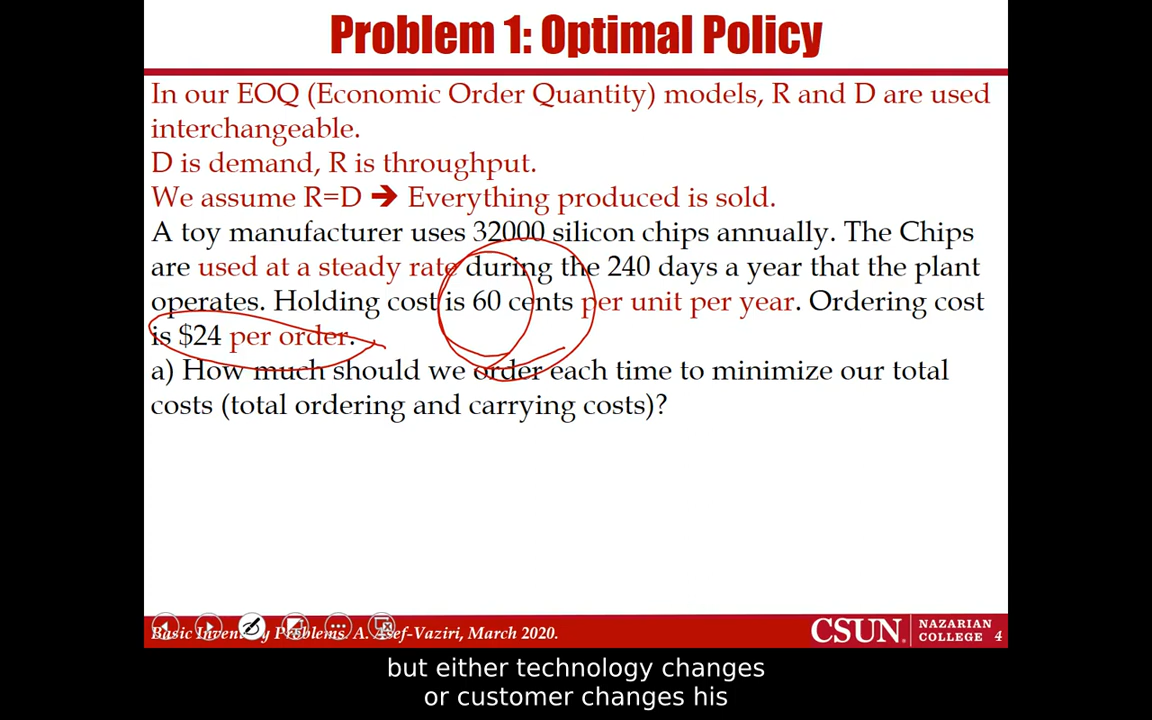 Problem 1: Optimal Policy
In our EOQ (Economic Order Quantity) models, R and D are used
interchangeable.
D is demand, R is throughput.
We assume R=D ➔ Everything produced is sold.
A toy manufacturer uses 32000 silicon chips annually. The Chips
are used at a steady rate during the 240 days a year that the plant
operates. Holding cost is 60 cents per unit per year. Ordering cost
is $24 per order.
a) How much should we order each time to minimize our total
costs (total ordering and carrying costs)?
Basic Inventory Problems. A. Asef-Vaziri, March 2020.
CSUN. NAZARIAN
COLLEGE 4
but either technology changes
or customer changes his